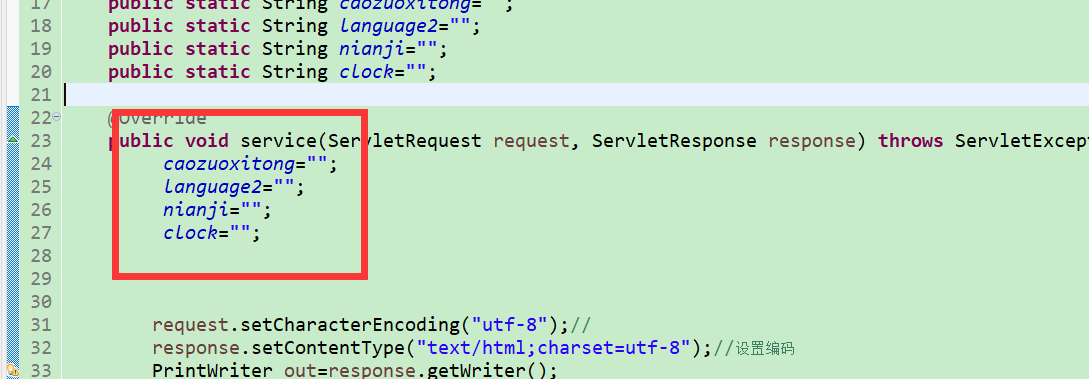 17 public static String caozuoxitong="";
18 public static String language2="";
19 public static String nianji="";
20 public static String clock="";
21
22 @Override
23 public void service(ServletRequest request, ServletResponse response) throws ServletExcept
24 caozuoxitong="";
25 language2="";
26 nianji="";
27 clock="";
28
29
30
31 request.setCharacterEncoding("utf-8");//
32 response.setContentType("text/html;charset=utf-8");//设置编码
33 PrintWriter out=response.getWriter();